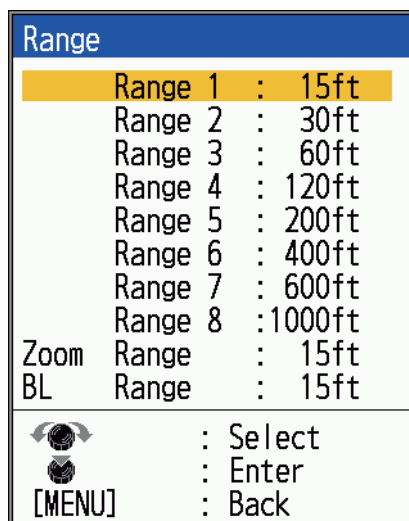 Range
Range 1 : 15ft
Range 2 : 30ft
Range 3 : 60ft
Range 4 : 120ft
Range 5 : 200ft
Range 6 : 400ft
Range 7 : 600ft
Range 8 :1000ft
Zoom Range : 15ft
BL Range : 15ft
: Select
: Enter
[MENU] : Back